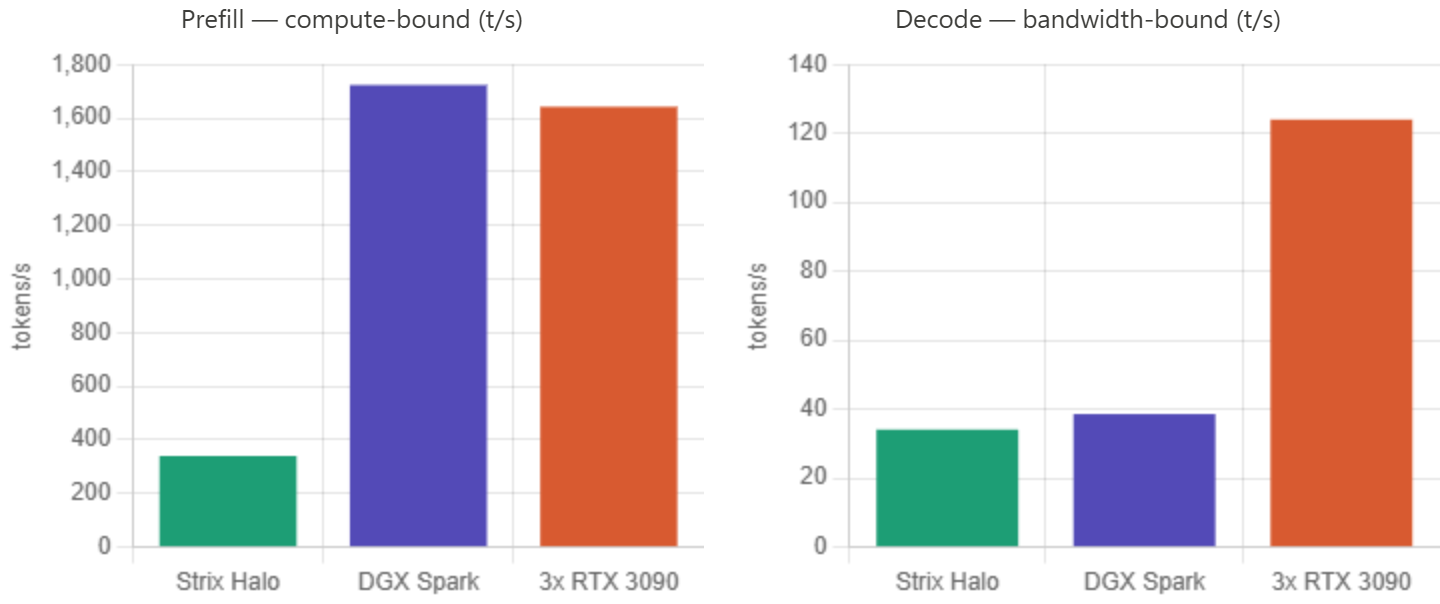 Prefill — compute-bound (t/s)
1,800
1,600
1,400
1,200
1,000
800
600
400
200
0
tokens/s
Strix Halo
DGX Spark
3x RTX 3090
Decode — bandwidth-bound (t/s)
140
120
100
80
60
40
20
0
tokens/s
Strix Halo
DGX Spark
3x RTX 3090